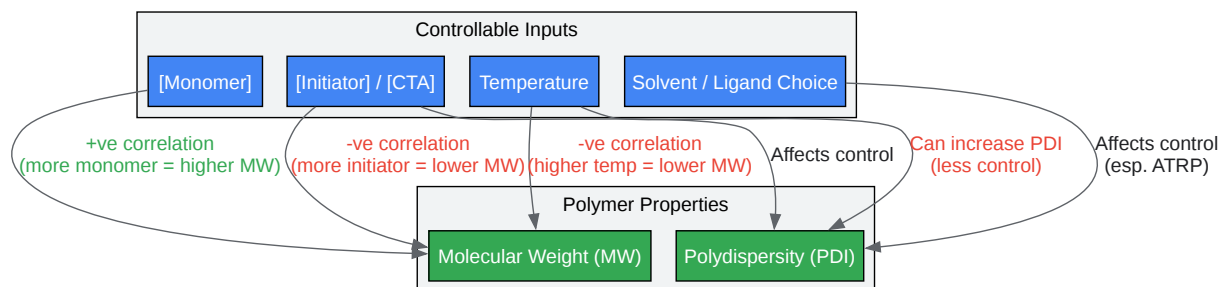 Controllable Inputs
[Monomer]
[Initiator] / [CTA]
Temperature
Solvent / Ligand Choice
+ve correlation
(more monomer = higher MW)
-ve correlation
(more initiator = lower MW)
-ve correlation
(higher temp = lower MW)
Affects control
Can increase PDI
(less control)
Affects control
(esp. ATRP)
Polymer Properties
Molecular Weight (MW)
Polydispersity (PDI)